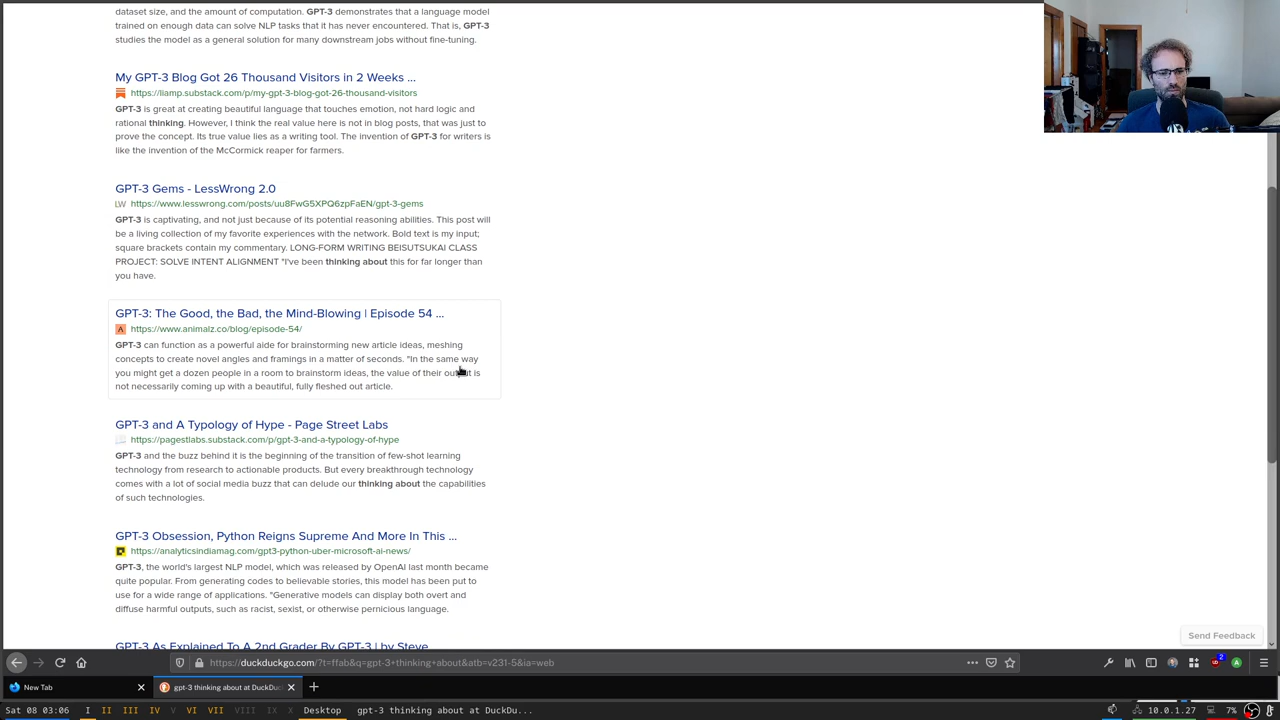 dataset size, and the amount of computation. GPT-3 demonstrates that a language model
trained on enough data can solve NLP tasks that it has never encountered. That is, GPT-3
studies the model as a general solution for many downstream jobs without fine-tuning.
My GPT-3 Blog Got 26 Thousand Visitors in 2 Weeks ...
https://liamp.substack.com/p/my-gpt-3-blog-got-26-thousand-visitors
GPT-3 is great at creating beautiful language that touches emotion, not hard logic and
rational thinking. However, I think the real value here is not in blog posts, that was just to
prove the concept. Its true value lies as a writing tool. The invention of GPT-3 for writers is
like the invention of the McCormick reaper for farmers.
GPT-3 Gems - LessWrong 2.0
LW https://www.lesswrong.com/posts/uu8FwG5XPQ6zpFaEN/gpt-3-gems
GPT-3 is captivating, and not just because of its potential reasoning abilities. This post will
be a living collection of my favorite experiences with the network. Bold text is my input;
square brackets contain my commentary. LONG-FORM WRITING BEISUTSUKAI CLASS
PROJECT: SOLVE INTENT ALIGNMENT "I've been thinking about this for far longer than
you have.
GPT-3: The Good, the Bad, the Mind-Blowing | Episode 54 ...
A https://www.animalz.co/blog/episode-54/
GPT-3 can function as a powerful aide for brainstorming new article ideas, meshing
concepts to create novel angles and framings in a matter of seconds. "In the same way
you might get a dozen people in a room to brainstorm ideas, the value of their output is
not necessarily coming up with a beautiful, fully fleshed out article.
GPT-3 and A Typology of Hype - Page Street Labs
https://pagestlabs.substack.com/p/gpt-3-and-a-typology-of-hype
GPT-3 and the buzz behind it is the beginning of the transition of few-shot learning
technology from research to actionable products. But every breakthrough technology
comes with a lot of social media buzz that can delude our thinking about the capabilities
of such technologies.
GPT-3 Obsession, Python Reigns Supreme And More In This ...
https://analyticsindiamag.com/gpt3-python-uber-microsoft-ai-news/
GPT-3, the world's largest NLP model, which was released by OpenAI last month became
quite popular. From generating codes to believable stories, this model has been put to
use for a wide range of applications. "Generative models can display both overt and
diffuse harmful outputs, such as racist, sexist, or otherwise pernicious language.
Send Feedback
GPT-3 As Explained To A 2nd Grader By GPT-3 | by Steve
https://duckduckgo.com/?t=ffab&q=gpt-3+thinking+about&atb=v231-5&ia=web
2
A
New Tab
gpt-3 thinking about at DuckDuc
Sat 08 03:06 I II III IV V VI VII VIII IX X Desktop gpt-3 thinking about at DuckDu... 10.0.1.27 7%